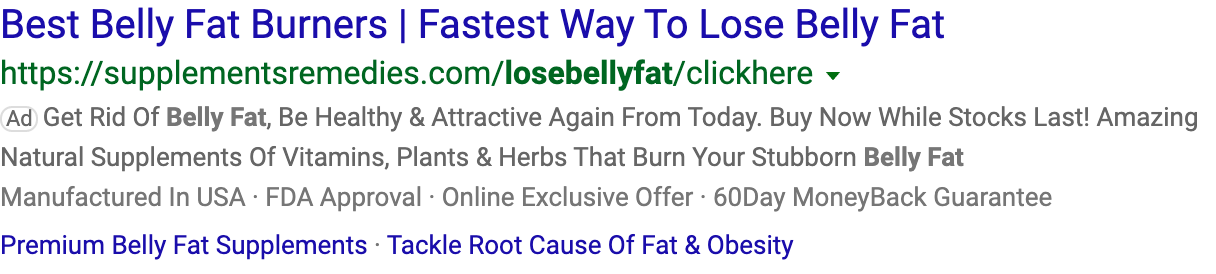 Best Belly Fat Burners | Fastest Way To Lose Belly Fat
https://supplementsremedies.com/losebellyfat/clickhere
Ad Get Rid Of Belly Fat, Be Healthy & Attractive Again From Today. Buy Now While Stocks Last! Amazing
Natural Supplements Of Vitamins, Plants & Herbs That Burn Your Stubborn Belly Fat
Manufactured In USA · FDA Approval · Online Exclusive Offer · 60Day MoneyBack Guarantee
Premium Belly Fat Supplements · Tackle Root Cause Of Fat & Obesity